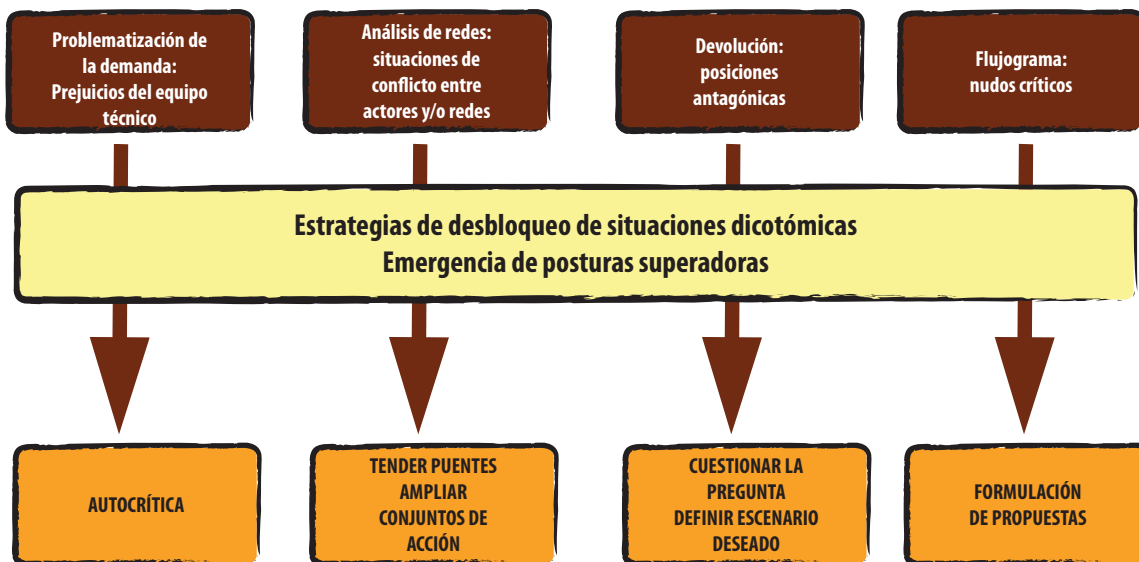 Problematización de
la demanda:
Prejuicios del equipo
técnico
Análisis de redes:
situaciones de
conflicto entre
actores y/o redes
Devolución:
posiciones
antagónicas
Flujograma:
nudos críticos
Estrategias de desbloqueo de situaciones dicotómicas
Emergencia de posturas superadoras
AUTOCRÍTICA
TENDER PUENTES
AMPLIAR
CONJUNTOS DE
ACCIÓN
CUESTIONAR LA
PREGUNTA
DEFINIR ESCENARIO
DESEADO
FORMULACIÓN
DE PROPUESTAS